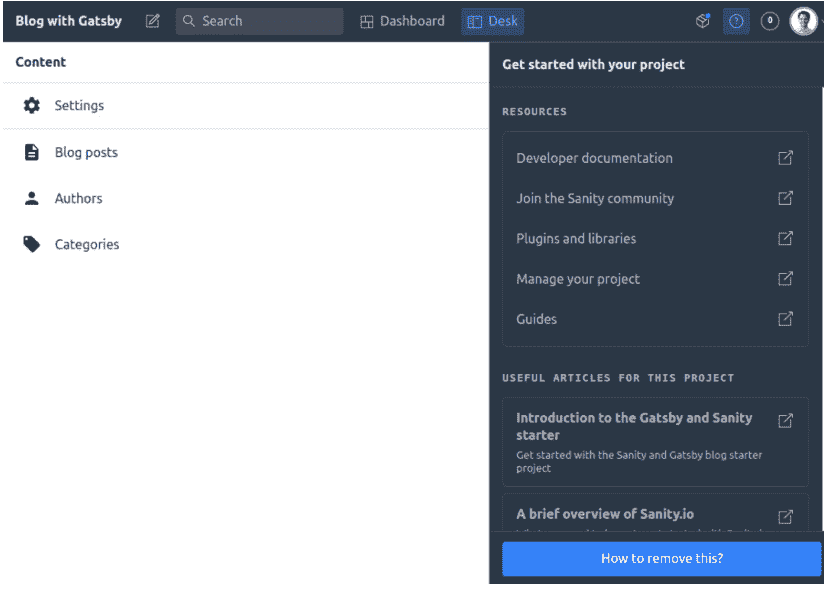 Blog with Gatsby
Search
Dashboard
Desk
0
Content
Settings
Blog posts
Authors
Categories
Get started with your project
RESOURCES
Developer documentation
Join the Sanity community
Plugins and libraries
Manage your project
Guides
USEFUL ARTICLES FOR THIS PROJECT
Introduction to the Gatsby and Sanity
starter
Get started with the Sanity and Gatsby blog starter
project
A brief overview of Sanity.io
How to remove this?